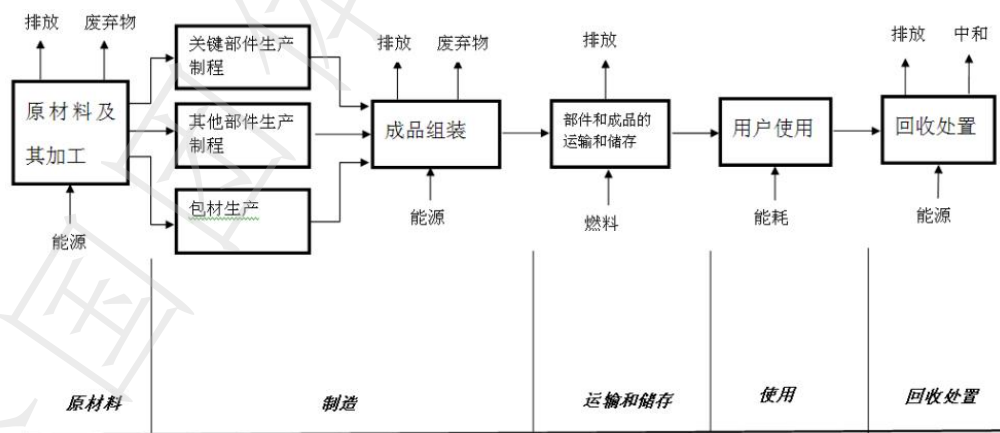 排放
废弃物
原材料及
其加工
能源
关键部件生产
制程
其他部件生产
制程
包材生产
排放
废弃物
成品组装
能源
排放
部件和成品的
运输和储存
燃料
用户使用
能耗
排放
中和
回收处置
能源
原材料
制造
运输和储存
使用
回收处置